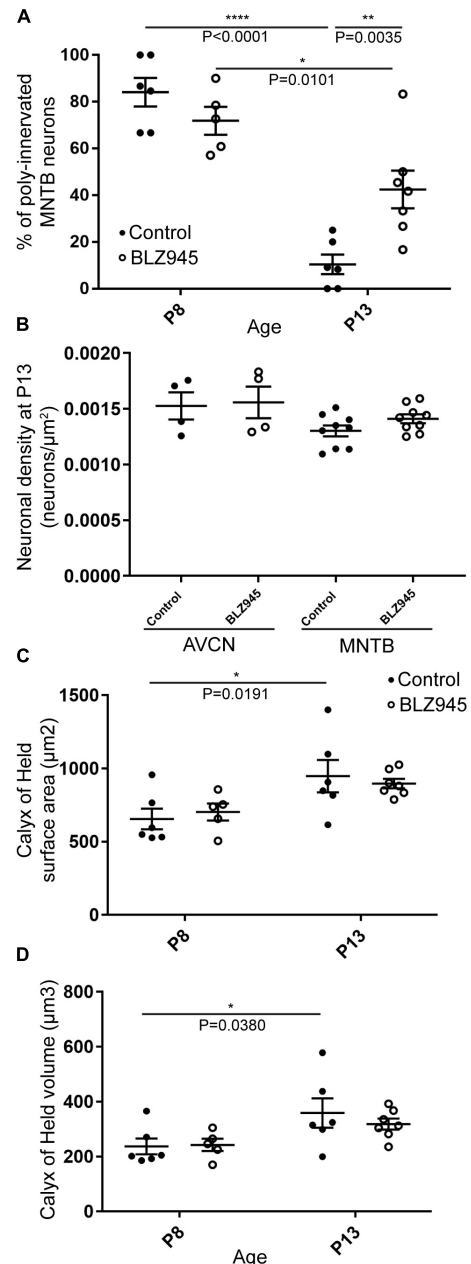 A
****
**
P<0.0001
P=0.0035
*
P=0.0101
% of poly-innervated
MNTB neurons
100
80
60
40
20
0
Control
BLZ945
P8
P13
Age
B
Neuronal density at P13
(neurons/µm²)
0.0020
0.0015
0.0010
0.0005
0.0000
Control
BLZ945
Control
BLZ945
AVCN
MNTB
C
*
P=0.0191
Control
BLZ945
Calyx of Held
surface area (µm2)
1500
1000
500
0
P8
P13
D
*
P=0.0380
Calyx of Held volume (µm3)
800
600
400
200
0
P8
P13
Age